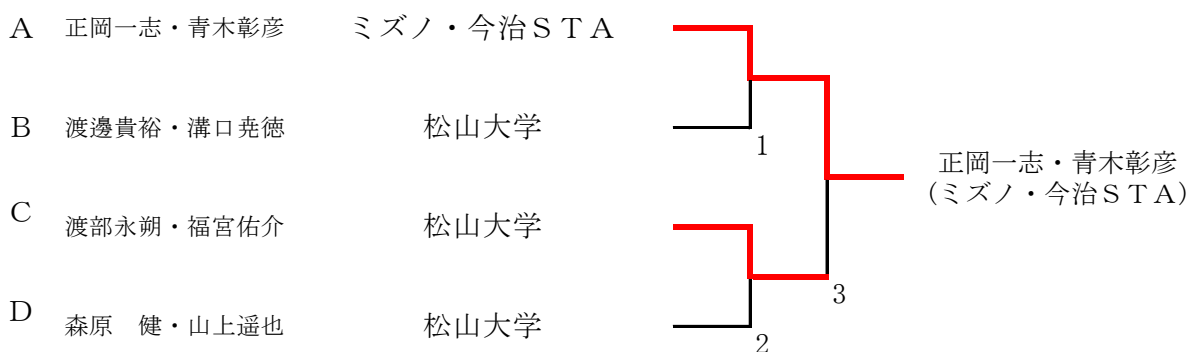 A 正岡一志・青木彰彦 ミズノ・今治ＳＴＡ
B 渡邊貴裕・溝口尭徳 松山大学
1
正岡一志・青木彰彦
(ミズノ・今治ＳＴＡ)
C 渡部永朔・福宮佑介 松山大学
3
D 森原　健・山上遥也 松山大学
2